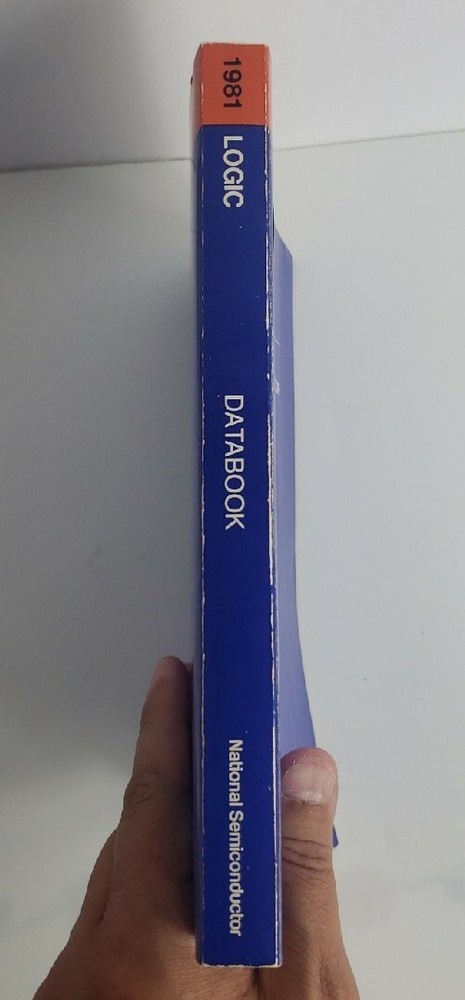 1981
LOGIC
DATABOOK
National Semiconductor